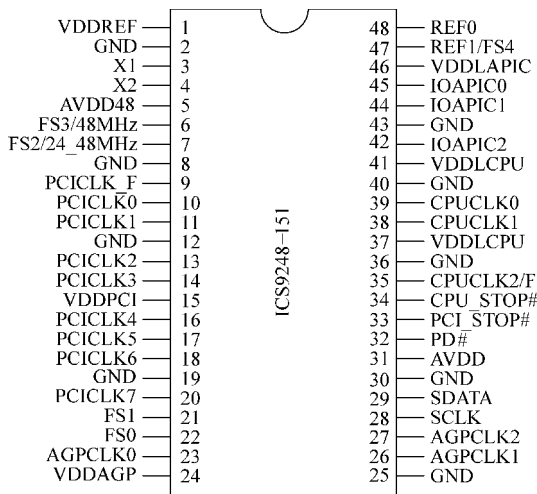 VDDREF 1 48 REF0
GND 2 47 REF1/FS4
X1 3 46 VDDLAPIC
X2 4 45 IOAPIC0
AVDD48 5 44 IOAPIC1
FS3/48MHz 6 43 GND
FS2/24_48MHz 7 42 IOAPIC2
GND 8 41 VDDLCPU
PCICLK_F 9 40 GND
PCICLK0 10 39 CPUCLK0
PCICLK1 11 38 CPUCLK1
GND 12 37 VDDLCPU
PCICLK2 13 36 GND
PCICLK3 14 35 CPUCLK2/F
VDDPCI 15 34 CPU_STOP#
PCICLK4 16 33 PCI_STOP#
PCICLK5 17 32 PD#
PCICLK6 18 31 AVDD
GND 19 30 GND
PCICLK7 20 29 SDATA
FS1 21 28 SCLK
FS0 22 27 AGPCLK2
AGPCLK0 23 26 AGPCLK1
VDDAGP 24 25 GND
ICS9248-151